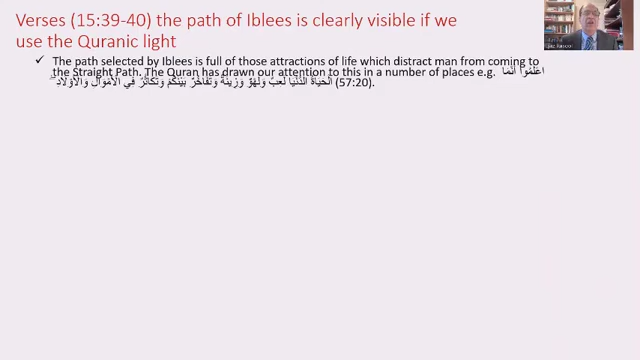 Verses (15:39-40) the path of Iblees is clearly visible if we
use the Quranic light
✓ The path selected by Iblees is full of those attractions of life which distract man from coming to
the Straight Path. The Quran has drawn our attention to this in a number of places e.g. اعْلَمُوا أَنَّمَا
الْحَيَاةُ الدُّنْيَا لَعِبٌ وَلَهْوٌ وَزِينَةٌ وَتَفَاخُرٌ بَيْنَكُمْ وَتَكَاثُرٌ فِي الْأَمْوَالِ وَالْأَوْلَادِ ۖ (57:20).